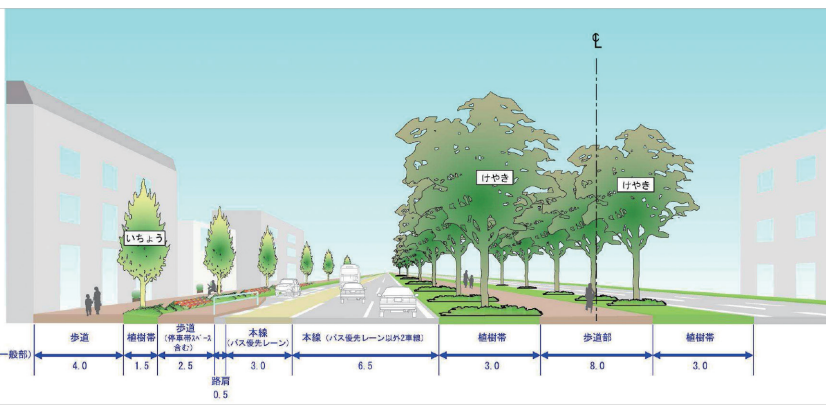 ℄
けやき
けやき
いちょう
一般部)
歩道
植樹帯
歩道
(停車帯スペース
含む)
本線
(バス優先レーン)
本線 (バス優先レーン以外2車線)
植樹帯
歩道部
植樹帯
4.0
1.5
2.5
3.0
6.5
3.0
8.0
3.0
路肩
0.5